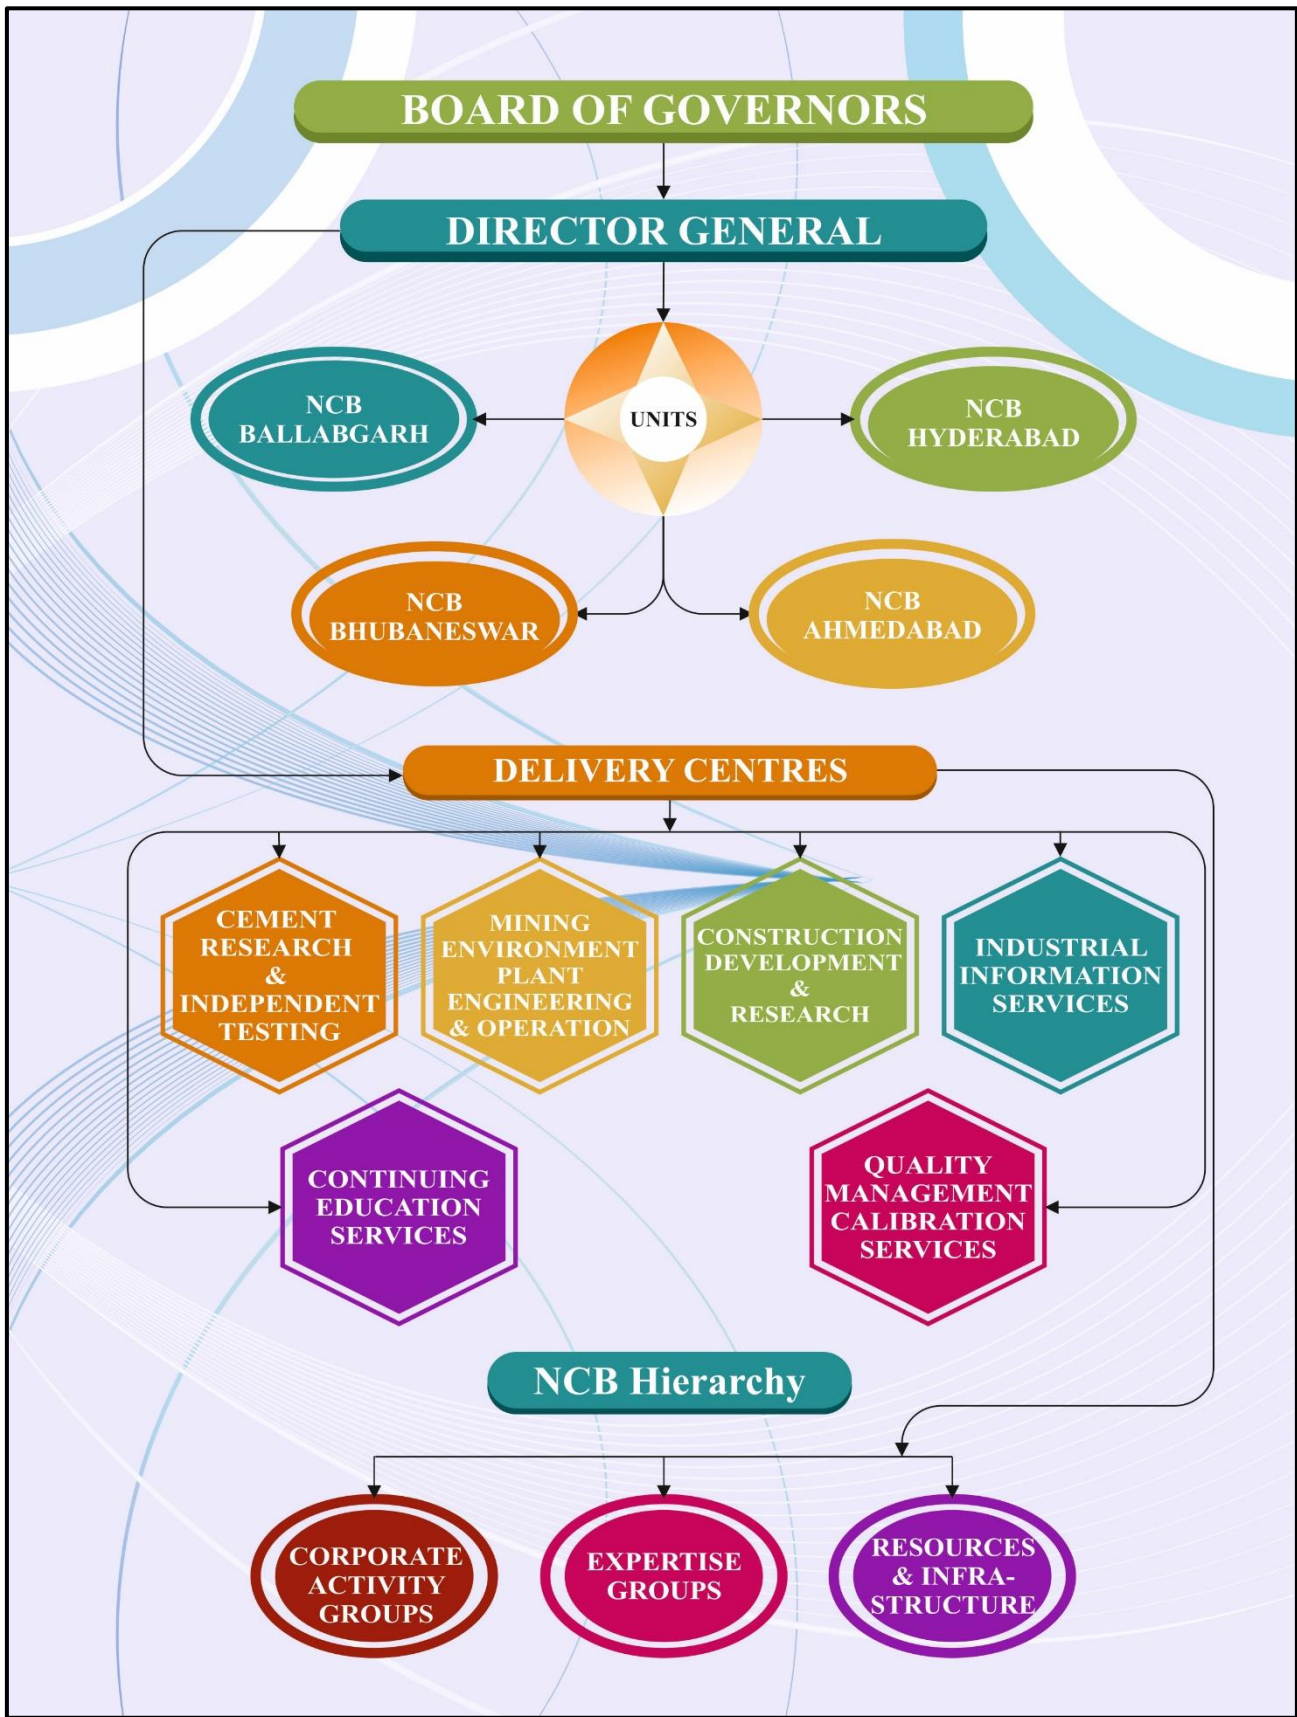 BOARD OF GOVERNORS
DIRECTOR GENERAL
UNITS
NCB
BALLABGARH
NCB
HYDERABAD
NCB
BHUBANESWAR
NCB
AHMEDABAD
DELIVERY CENTRES
CEMENT
RESEARCH
&
INDEPENDENT
TESTING
MINING
ENVIRONMENT
PLANT
ENGINEERING
& OPERATION
CONSTRUCTION
DEVELOPMENT
&
RESEARCH
INDUSTRIAL
INFORMATION
SERVICES
CONTINUING
EDUCATION
SERVICES
QUALITY
MANAGEMENT
CALIBRATION
SERVICES
NCB Hierarchy
CORPORATE
ACTIVITY
GROUPS
EXPERTISE
GROUPS
RESOURCES
& INFRA-
STRUCTURE